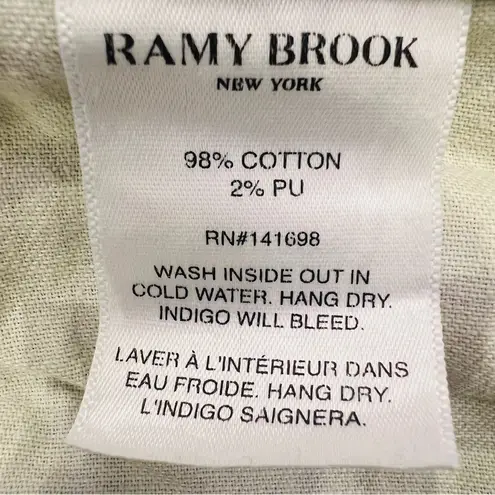 RAMY BROOK
NEW YORK
98% COTTON
2% PU
RN#141698
WASH INSIDE OUT IN
COLD WATER. HANG DRY.
INDIGO WILL BLEED.
LAVER À L'INTÉRIEUR DANS
EAU FROIDE. HANG DRY.
L'INDIGO SAIGNERA.